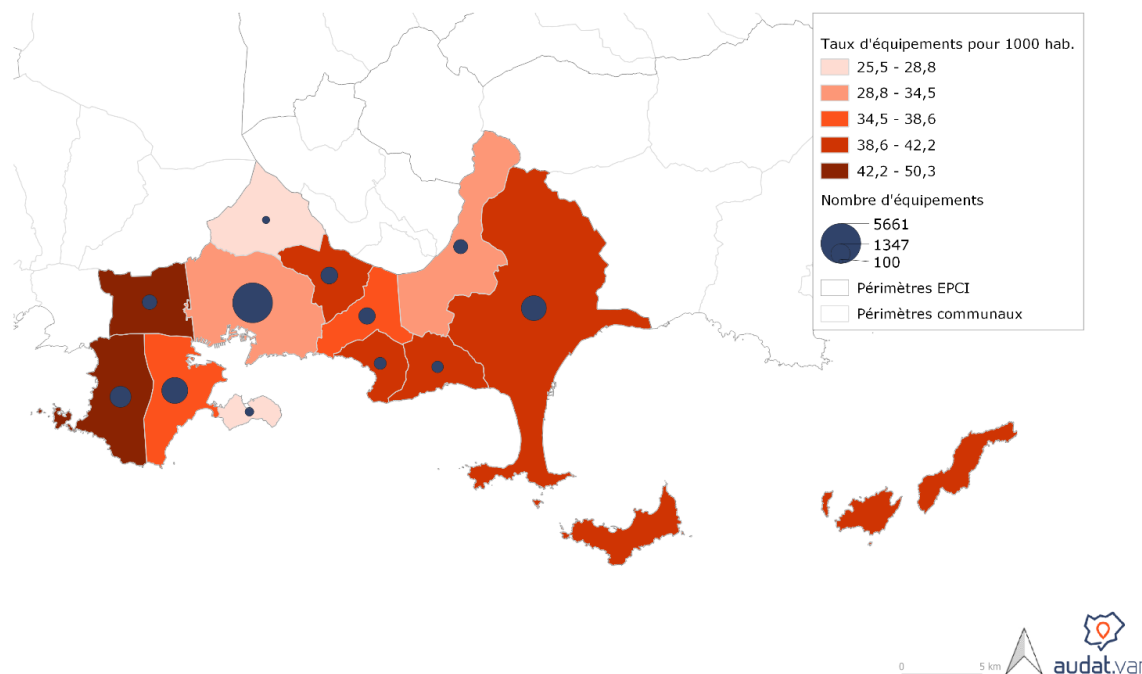 Taux d'équipements pour 1000 hab.
25,5 - 28,8
28,8 - 34,5
34,5 - 38,6
38,6 - 42,2
42,2 - 50,3
Nombre d'équipements
5661
1347
100
Périmètres EPCI
Périmètres communaux
0 5 km
audat.var